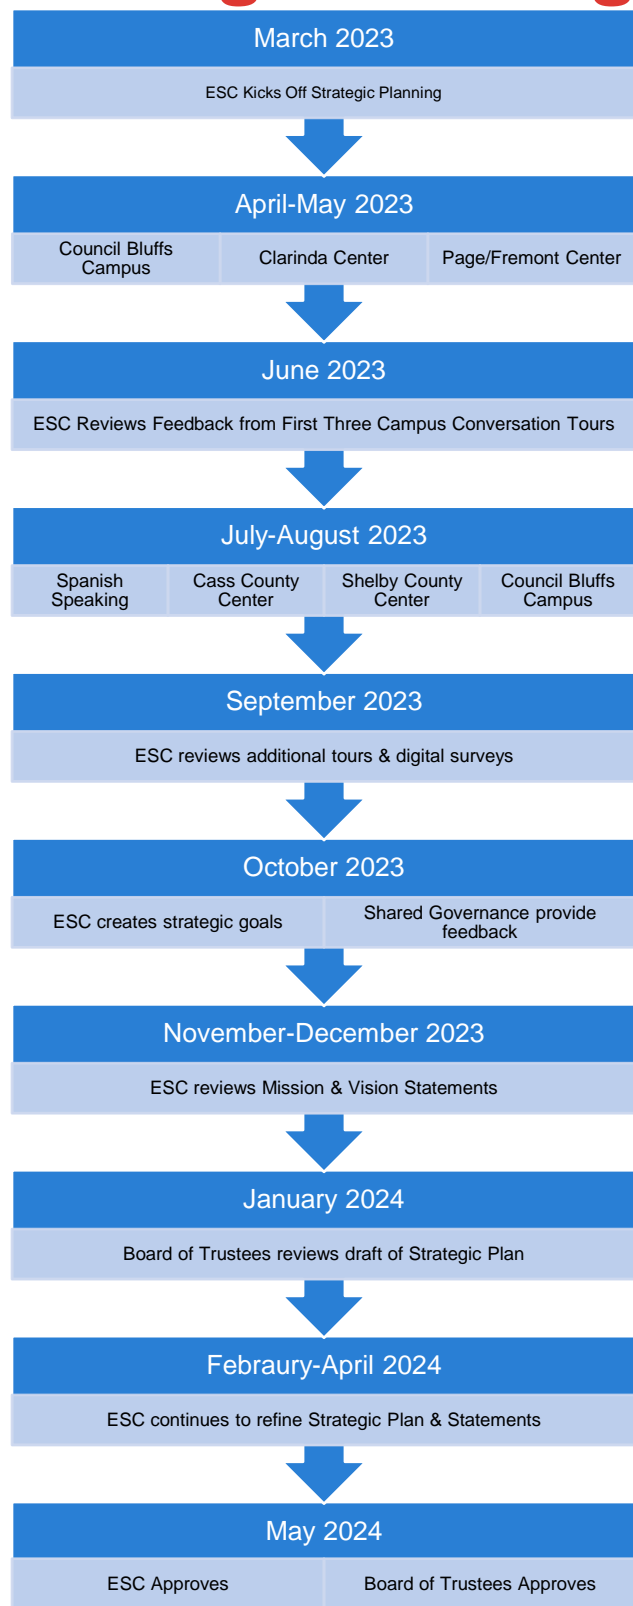 March 2023
ESC Kicks Off Strategic Planning
April-May 2023
Council Bluffs
Campus
Clarinda Center
Page/Fremont Center
June 2023
ESC Reviews Feedback from First Three Campus Conversation Tours
July-August 2023
Spanish
Speaking
Cass County
Center
Shelby County
Center
Council Bluffs
Campus
September 2023
ESC reviews additional tours & digital surveys
October 2023
ESC creates strategic goals
Shared Governance provide
feedback
November-December 2023
ESC reviews Mission & Vision Statements
January 2024
Board of Trustees reviews draft of Strategic Plan
Febraury-April 2024
ESC continues to refine Strategic Plan & Statements
May 2024
ESC Approves
Board of Trustees Approves